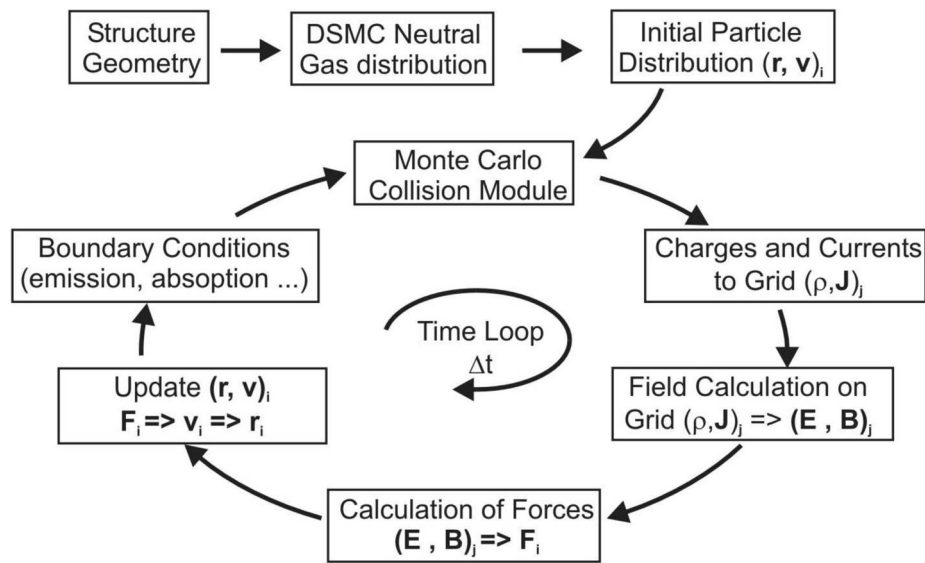 Structure
Geometry
DSMC Neutral
Gas distribution
Initial Particle
Distribution (r, v)ᵢ
Monte Carlo
Collision Module
Boundary Conditions
(emission, absoption ...)
Charges and Currents
to Grid (ρ,J)ⱼ
Time Loop
Δt
Update (r, v)ᵢ
Fᵢ => vᵢ => rᵢ
Field Calculation on
Grid (ρ,J)ⱼ => (E , B)ⱼ
Calculation of Forces
(E , B)ⱼ => Fᵢ